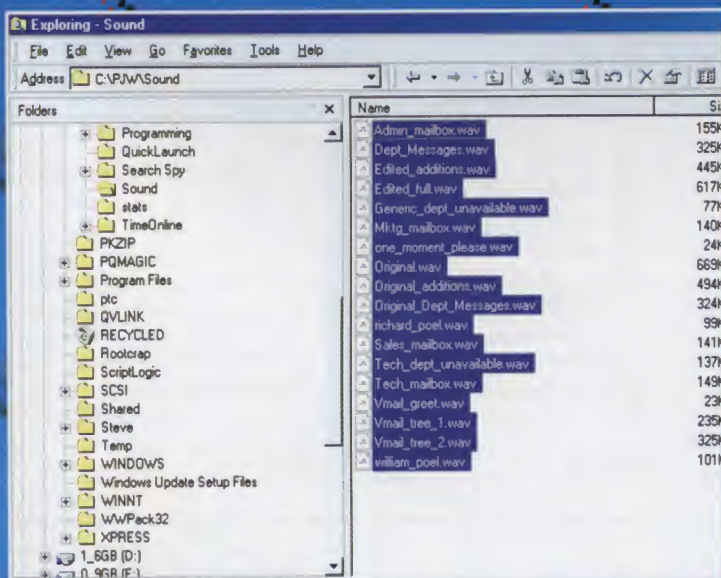 Exploring - Sound
File Edit View Go Favorites Tools Help
Address C:\PJW\Sound
Folders
Programming
QuickLaunch
Search Spy
Sound
stats
TimeOnline
PKZIP
PQMAGIC
Program Files
ptc
QVLINK
RECYCLED
Rootcrap
ScriptLogic
SCSI
Shared
Steve
Temp
WINDOWS
Windows Update Setup Files
WINNT
WWPack32
XPRESS
1_6GB (D:)
0_9GB (E:)
Name
Admin_mailbox.wav 155K
Dept_Messages.wav 325K
Edited_additions.wav 445K
Edited_full.wav 617K
Generic_dept_unavailable.wav 77K
Mktg_mailbox.wav 140K
one_moment_please.wav 24K
Original.wav 669K
Original_additions.wav 494K
Original_Dept_Messages.wav 324K
richard_poel.wav 99K
Sales_mailbox.wav 141K
Tech_dept_unavailable.wav 137K
Tech_mailbox.wav 149K
Vmail_greet.wav 23K
Vmail_tree_1.wav 235K
Vmail_tree_2.wav 325K
william_poel.wav 101K